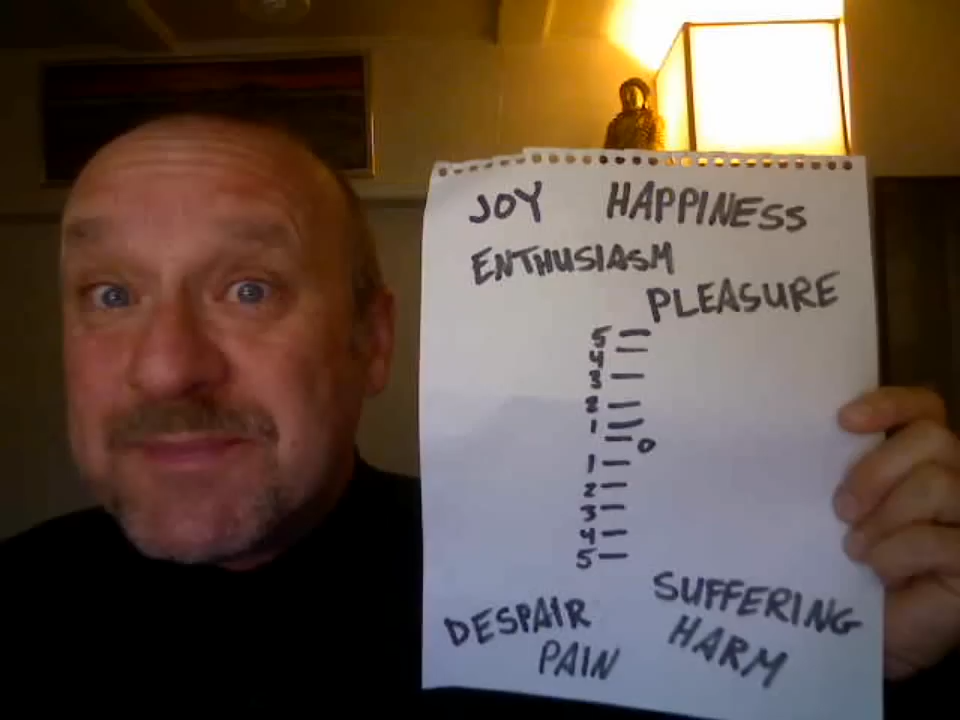 JOY HAPPINESS
ENTHUSIASM
PLEASURE
5
4
3
2
1
0
1
2
3
4
5
DESPAIR SUFFERING
PAIN HARM